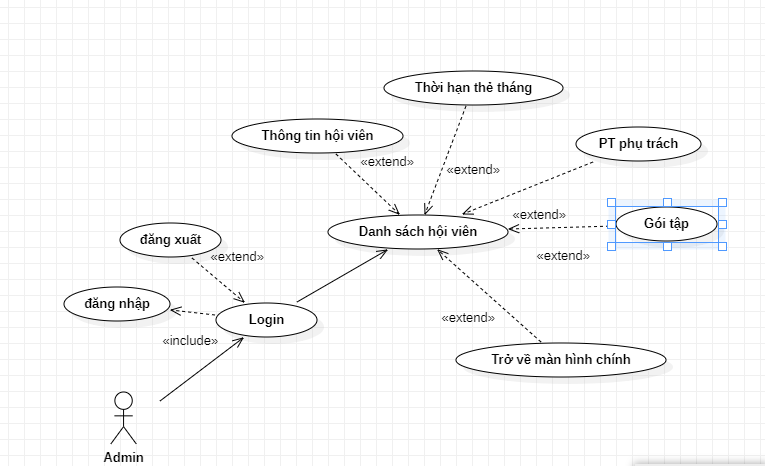 Thời hạn thẻ tháng
Thông tin hội viên
PT phụ trách
«extend»
«extend»
«extend»
Gói tập
Danh sách hội viên
đăng xuất
«extend»
«extend»
đăng nhập
Login
«extend»
«include»
Trở về màn hình chính
Admin